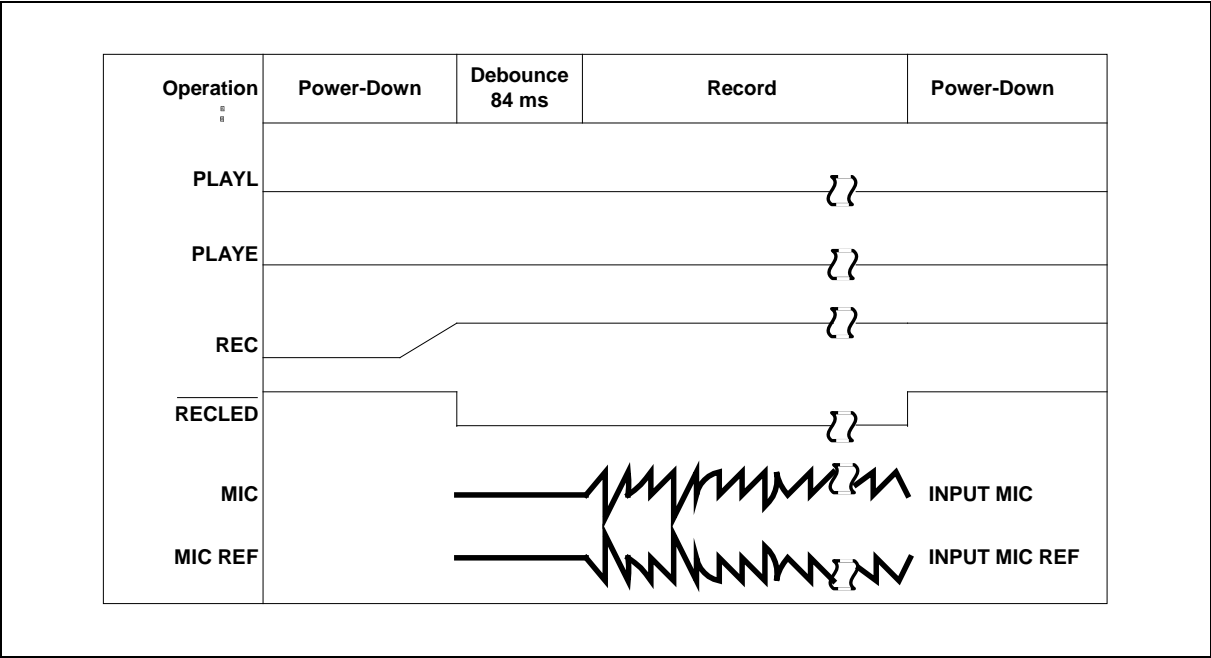 Operation
Power-Down
Debounce
84 ms
Record
Power-Down
PLAYL
PLAYE
REC
RECLED
MIC
INPUT MIC
MIC REF
INPUT MIC REF